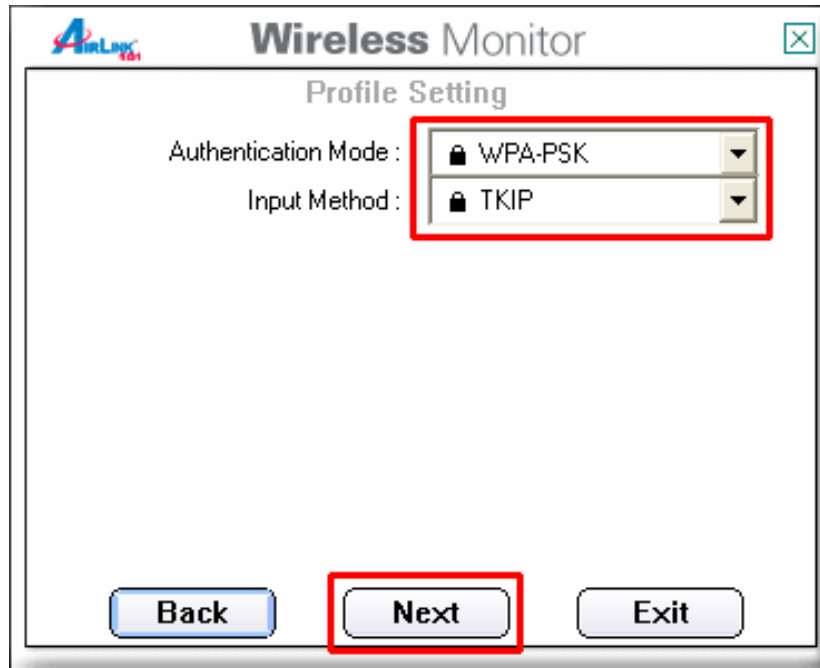 AIRLINK 101 Wireless Monitor
Profile Setting
Authentication Mode : WPA-PSK
Input Method : TKIP
Back Next Exit